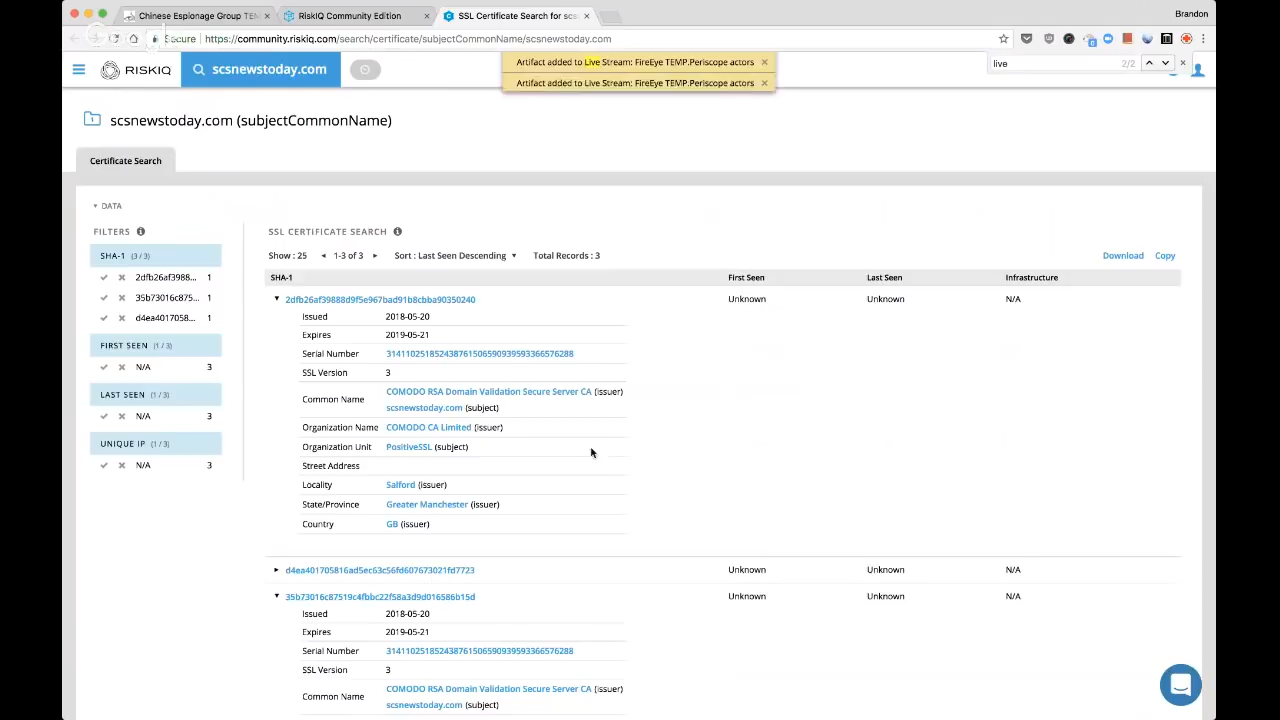 Chinese Espionage Group TEM
RiskIQ Community Edition
SSL Certificate Search for scs
Brandon
Secure https://community.riskiq.com/search/certificate/subjectCommonName/scsnewstoday.com
RISKIQ
scsnewstoday.com
Artifact added to Live Stream: FireEye TEMP.Periscope actors
Artifact added to Live Stream: FireEye TEMP.Periscope actors
live 2/2
scsnewstoday.com (subjectCommonName)
Certificate Search
DATA
FILTERS
SHA-1 (3 / 3)
2dfb26af3988... 1
35b73016c875... 1
d4ea4017058... 1
FIRST SEEN (1 / 3)
N/A 3
LAST SEEN (1 / 3)
N/A 3
UNIQUE IP (1 / 3)
N/A 3
SSL CERTIFICATE SEARCH
Show : 25 1-3 of 3 Sort : Last Seen Descending Total Records : 3 Download Copy
SHA-1 First Seen Last Seen Infrastructure
2dfb26af39888d9f5e967bad91b8cbba90350240 Unknown Unknown N/A
Issued 2018-05-20
Expires 2019-05-21
Serial Number 314110251852438761506590939593366576288
SSL Version 3
Common Name COMODO RSA Domain Validation Secure Server CA (issuer)
scsnewstoday.com (subject)
Organization Name COMODO CA Limited (issuer)
Organization Unit PositiveSSL (subject)
Street Address
Locality Salford (issuer)
State/Province Greater Manchester (issuer)
Country GB (issuer)
d4ea401705816ad5ec63c56fd607673021fd7723 Unknown Unknown N/A
35b73016c87519c4fbbc22f58a3d9d016586b15d Unknown Unknown N/A
Issued 2018-05-20
Expires 2019-05-21
Serial Number 314110251852438761506590939593366576288
SSL Version 3
Common Name COMODO RSA Domain Validation Secure Server CA (issuer)
scsnewstoday.com (subject)